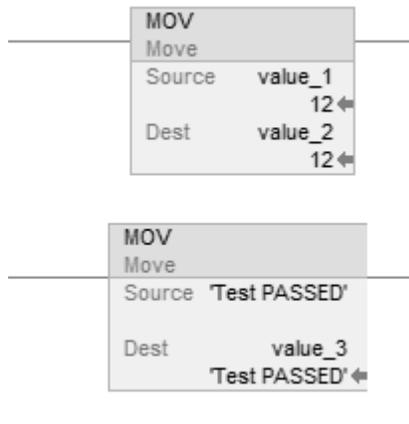 MOV
Move
Source value_1
12
Dest value_2
12
MOV
Move
Source 'Test PASSED'
Dest value_3
'Test PASSED'